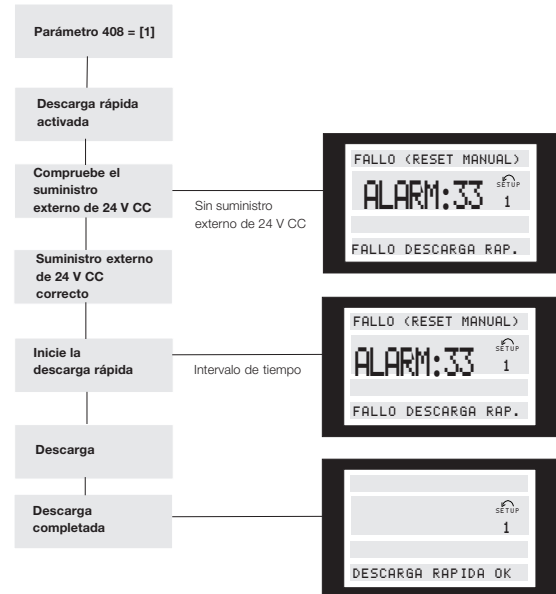 Parámetro 408 = [1]
Descarga rápida
activada
Compruebe el
suministro
externo de 24 V CC
Sin suministro
externo de 24 V CC
FALLO (RESET MANUAL)
ALARM:33
SETUP
1
FALLO DESCARGA RAP.
Suministro externo
de 24 V CC
correcto
Inicie la
descarga rápida
Intervalo de tiempo
FALLO (RESET MANUAL)
ALARM:33
SETUP
1
FALLO DESCARGA RAP.
Descarga
Descarga
completada
SETUP
1
DESCARGA RAPIDA OK